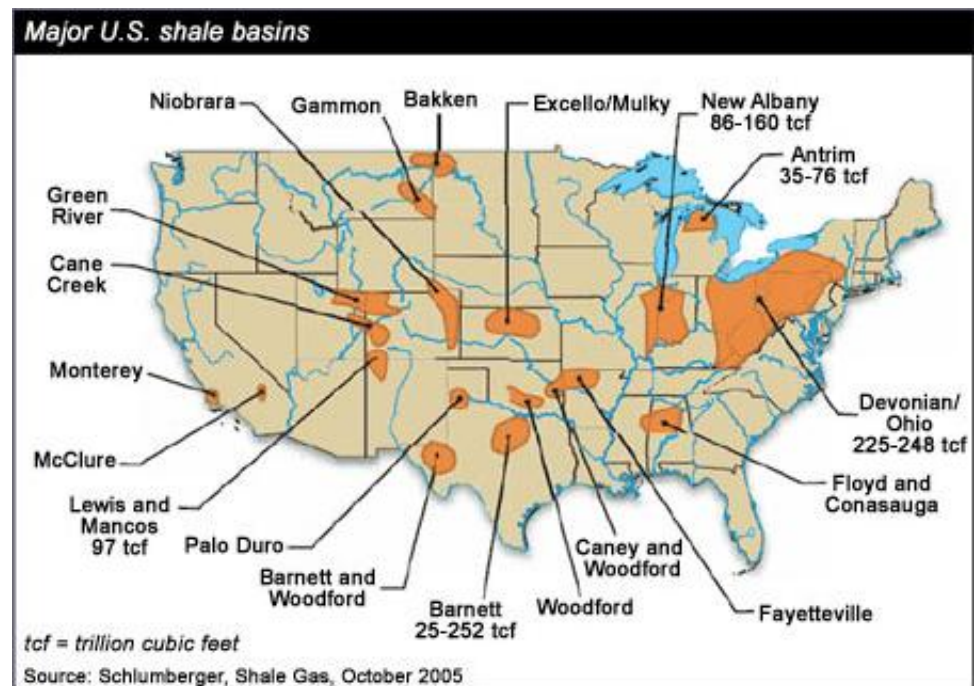 Major U.S. shale basins
Niobrara
Gammon
Bakken
Excello/Mulky
New Albany
86-160 tcf
Antrim
35-76 tcf
Green
River
Cane
Creek
Monterey
McClure
Lewis and
Mancos
97 tcf
Palo Duro
Barnett and
Woodford
Barnett
25-252 tcf
Woodford
Caney and
Woodford
Fayetteville
Floyd and
Conasauga
Devonian/
Ohio
225-248 tcf
tcf = trillion cubic feet
Source: Schlumberger, Shale Gas, October 2005